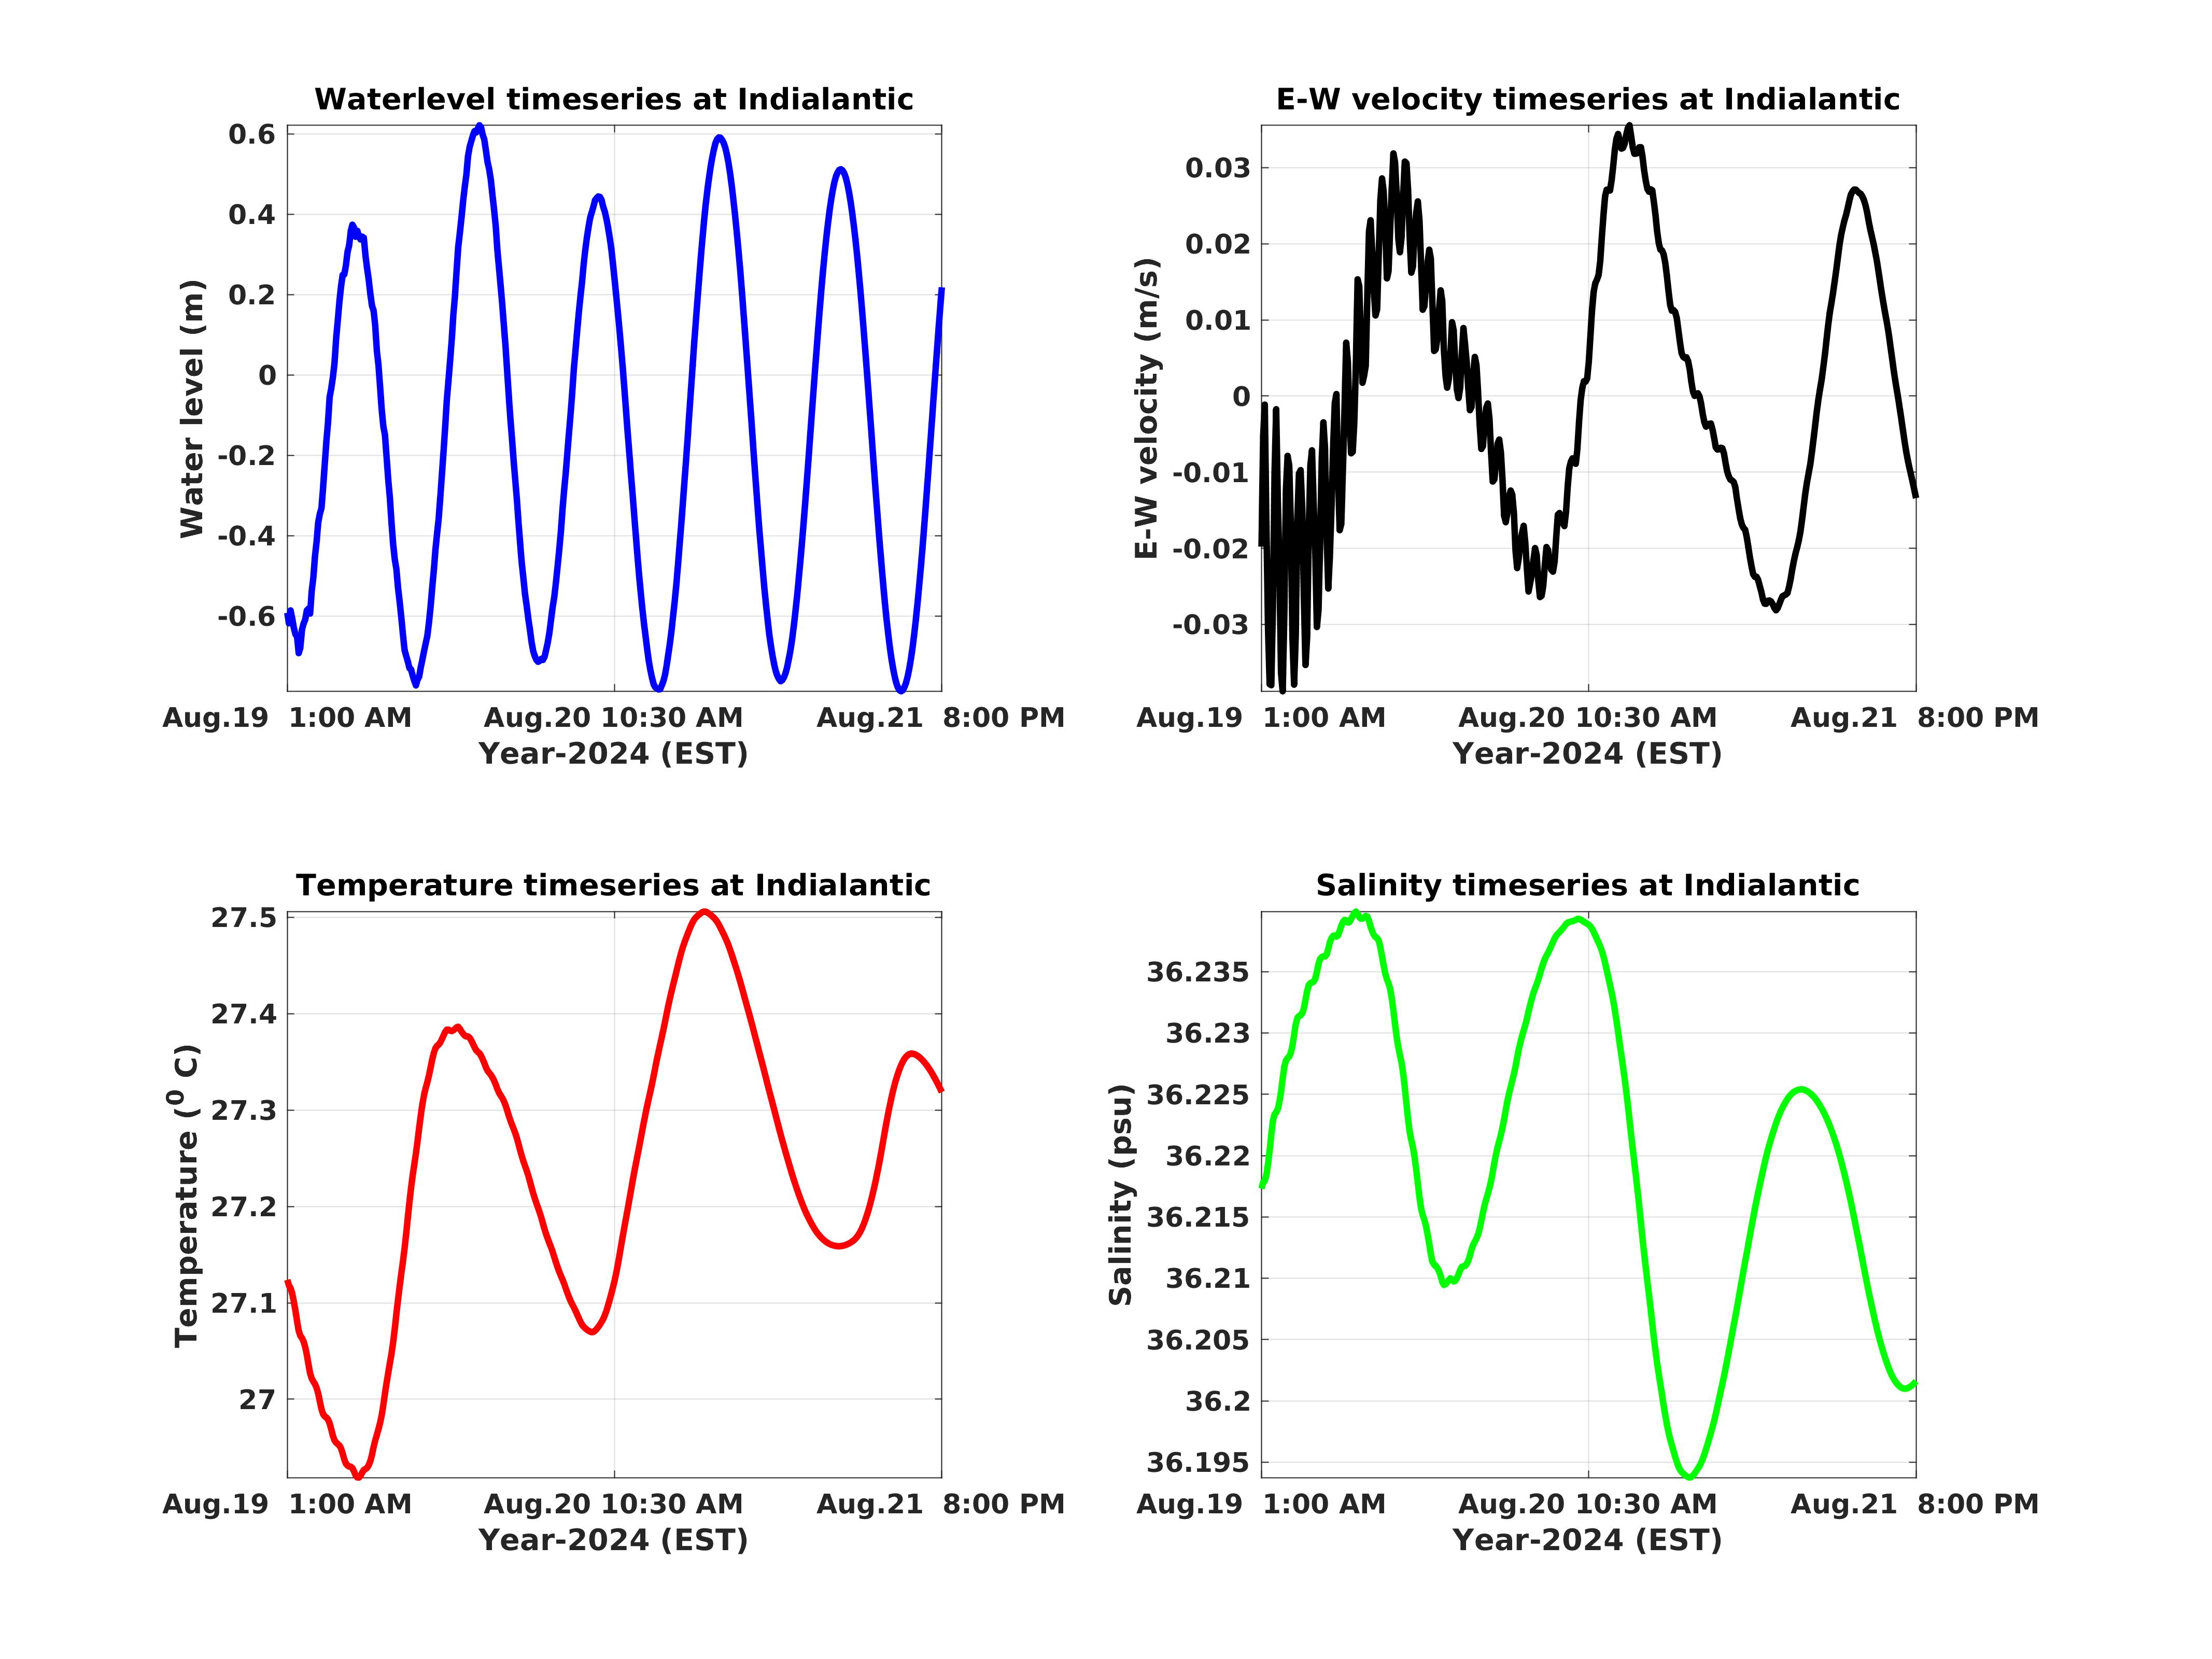 Waterlevel timeseries at Indialantic
0.6
0.4
0.2
0
-0.2
-0.4
-0.6
Water level (m)
Aug.19 1:00 AM Aug.20 10:30 AM Aug.21 8:00 PM
Year-2024 (EST)
E-W velocity timeseries at Indialantic
0.03
0.02
0.01
0
-0.01
-0.02
-0.03
E-W velocity (m/s)
Aug.19 1:00 AM Aug.20 10:30 AM Aug.21 8:00 PM
Year-2024 (EST)
Temperature timeseries at Indialantic
27.5
27.4
27.3
27.2
27.1
27
Temperature (⁰ C)
Aug.19 1:00 AM Aug.20 10:30 AM Aug.21 8:00 PM
Year-2024 (EST)
Salinity timeseries at Indialantic
36.235
36.23
36.225
36.22
36.215
36.21
36.205
36.2
36.195
Salinity (psu)
Aug.19 1:00 AM Aug.20 10:30 AM Aug.21 8:00 PM
Year-2024 (EST)